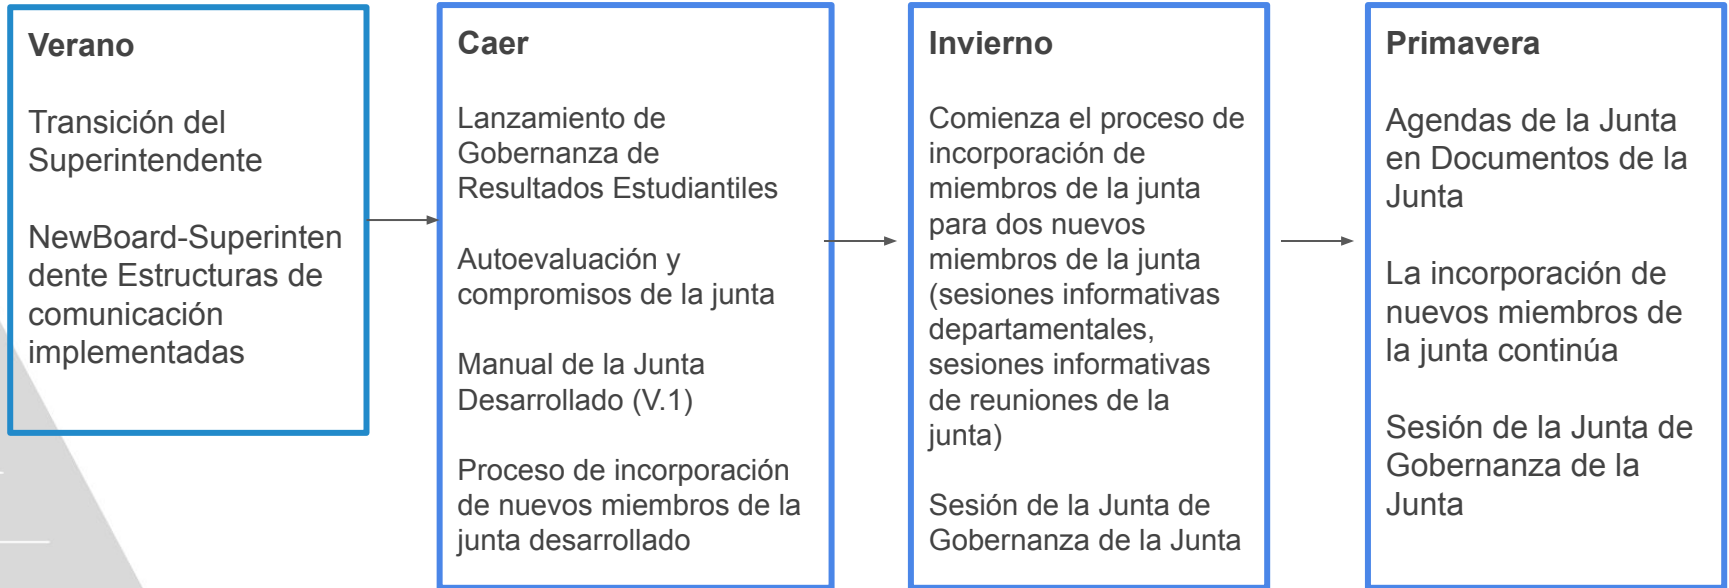 Verano
Transición del
Superintendente
NewBoard-Superinten
dente Estructuras de
comunicación
implementadas
Caer
Lanzamiento de
Gobernanza de
Resultados Estudiantiles
Autoevaluación y
compromisos de la junta
Manual de la Junta
Desarrollado (V.1)
Proceso de incorporación
de nuevos miembros de la
junta desarrollado
Invierno
Comienza el proceso de
incorporación de
miembros de la junta
para dos nuevos
miembros de la junta
(sesiones informativas
departamentales,
sesiones informativas
de reuniones de la
junta)
Sesión de la Junta de
Gobernanza de la Junta
Primavera
Agendas de la Junta
en Documentos de la
Junta
La incorporación de
nuevos miembros de
la junta continúa
Sesión de la Junta de
Gobernanza de la
Junta